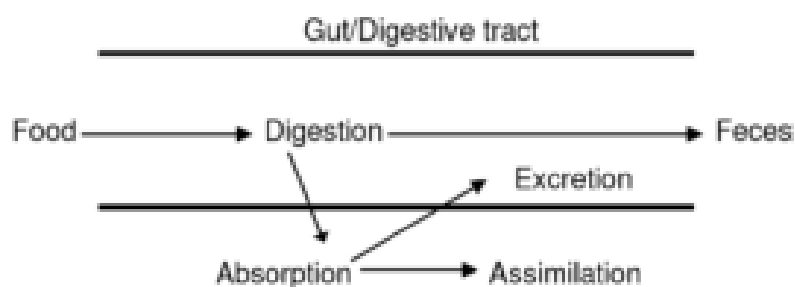 Gut/Digestive tract
Food Digestion Feces
Excretion
Absorption Assimilation